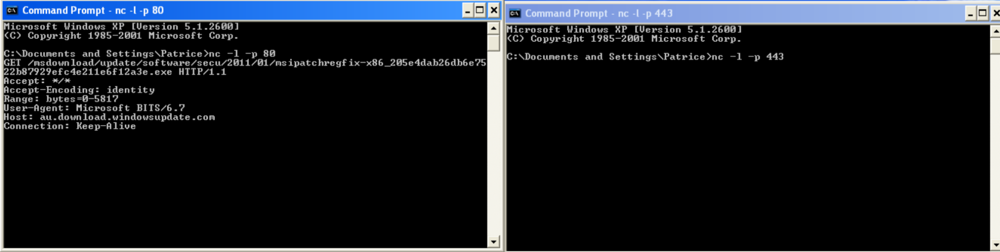 Command Prompt - nc -l -p 80
Microsoft Windows XP [Version 5.1.2600]
(C) Copyright 1985-2001 Microsoft Corp.
C:\Documents and Settings\Patrice>nc -l -p 80
GET /msdownload/update/software/secu/2011/01/msipatchregfix-x86_205e4dab26db6e75
22b87929efc4e211e6f12a3e.exe HTTP/1.1
Accept: */*
Accept-Encoding: identity
Range: bytes=0-5817
User-Agent: Microsoft BITS/6.7
Host: au.download.windowsupdate.com
Connection: Keep-Alive
Command Prompt - nc -l -p 443
Microsoft Windows XP [Version 5.1.2600]
(C) Copyright 1985-2001 Microsoft Corp.
C:\Documents and Settings\Patrice>nc -l -p 443